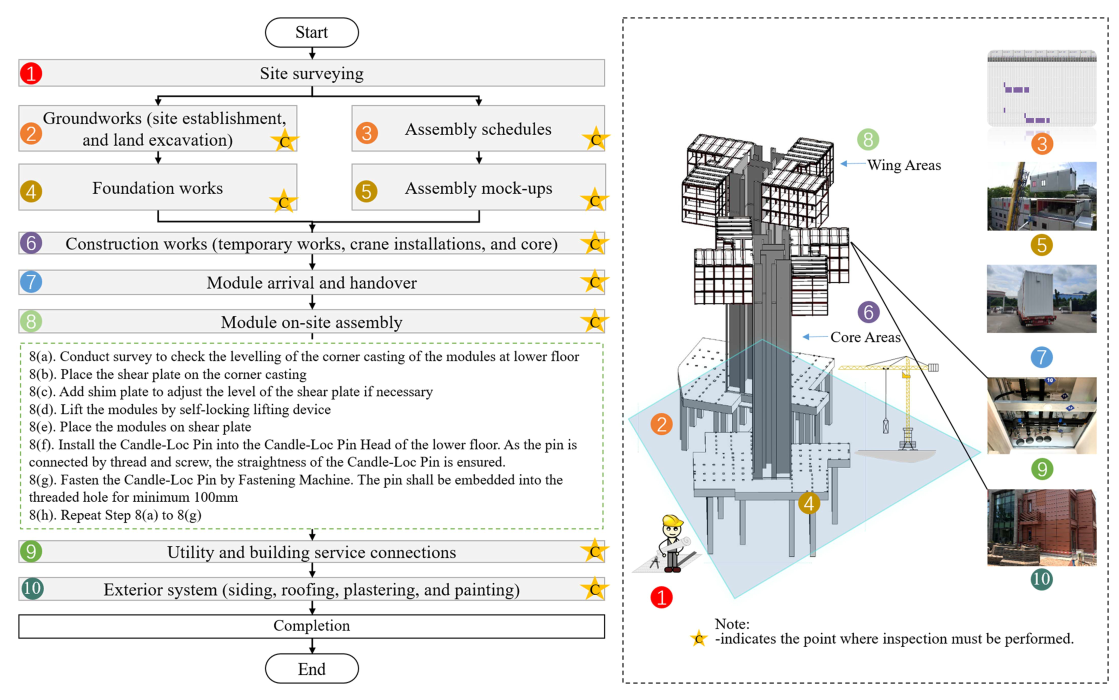 Start
1
Site surveying
2
Groundworks (site establishment,
and land excavation)
C
3
Assembly schedules
C
4
Foundation works
C
5
Assembly mock-ups
C
6
Construction works (temporary works, crane installations, and core)
C
7
Module arrival and handover
C
8
Module on-site assembly
C
8(a). Conduct survey to check the levelling of the corner casting of the modules at lower floor
8(b). Place the shear plate on the corner casting
8(c). Add shim plate to adjust the level of the shear plate if necessary
8(d). Lift the modules by self-locking lifting device
8(e). Place the modules on shear plate
8(f). Install the Candle-Loc Pin into the Candle-Loc Pin Head of the lower floor. As the pin is
connected by thread and screw, the straightness of the Candle-Loc Pin is ensured.
8(g). Fasten the Candle-Loc Pin by Fastening Machine. The pin shall be embedded into the
threaded hole for minimum 100mm
8(h). Repeat Step 8(a) to 8(g)
9
Utility and building service connections
C
10
Exterior system (siding, roofing, plastering, and painting)
C
Completion
End
8
Wing Areas
6
Core Areas
2
4
1
3
5
7
9
10
Note:
C
-indicates the point where inspection must be performed.